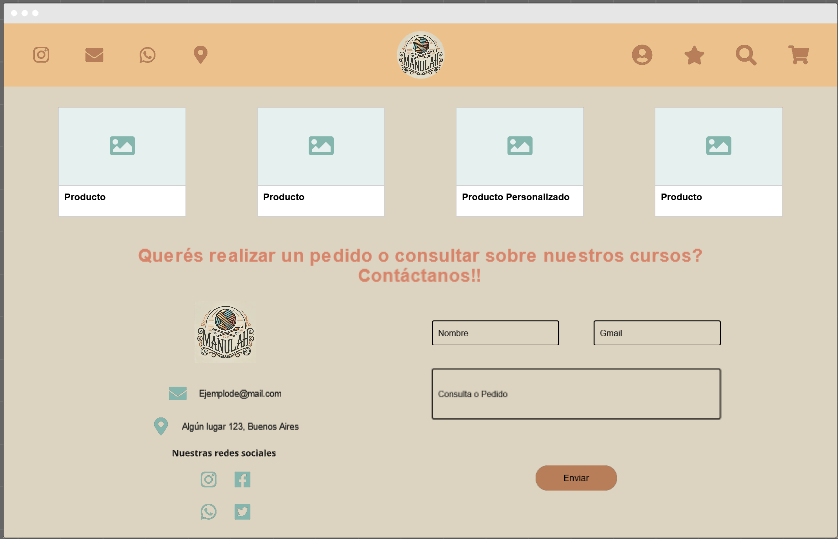 MANULAH
Producto
Producto
Producto Personalizado
Producto
Querés realizar un pedido o consultar sobre nuestros cursos?
Contáctanos!!
MANULAH
Nombre
Gmail
Ejemplode@mail.com
Consulta o Pedido
Algún lugar 123, Buenos Aires
Nuestras redes sociales
Enviar